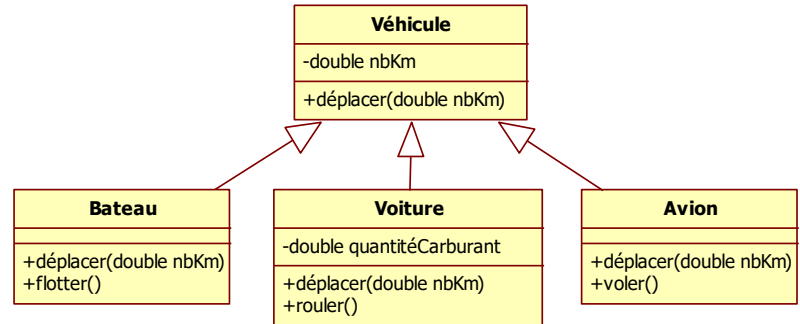 Véhicule
-double nbKm
+déplacer(double nbKm)
Bateau
+déplacer(double nbKm)
+flotter()
Voiture
-double quantitéCarburant
+déplacer(double nbKm)
+rouler()
Avion
+déplacer(double nbKm)
+voler()